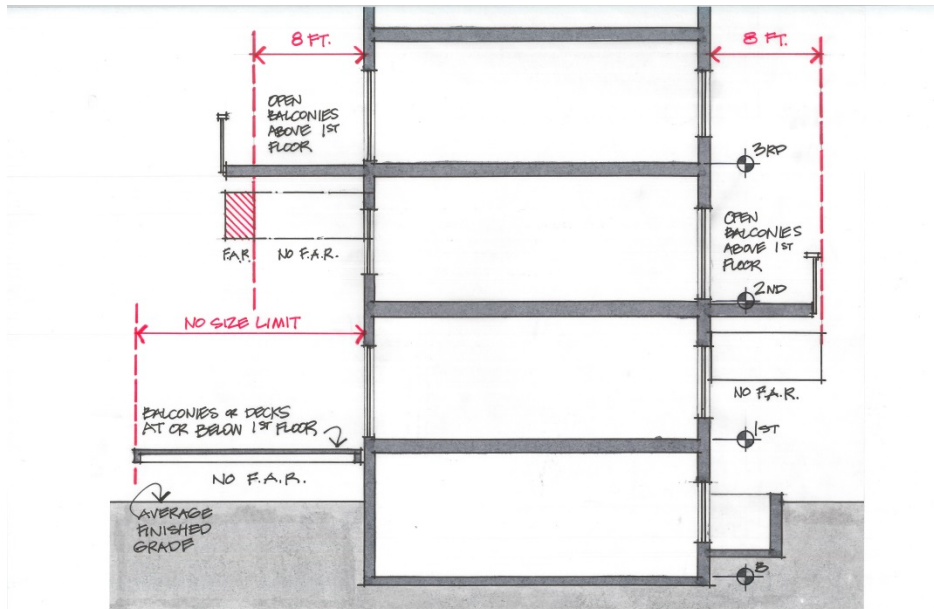 8 FT.
OPEN
BALCONIES
ABOVE 1ST
FLOOR
F.A.R.
NO F.A.R.
NO SIZE LIMIT
BALCONIES OR DECKS
AT OR BELOW 1ST FLOOR
NO F.A.R.
AVERAGE
FINISHED
GRADE
8 FT.
3RD
OPEN
BALCONIES
ABOVE 1ST
FLOOR
2ND
NO F.A.R.
1ST
B